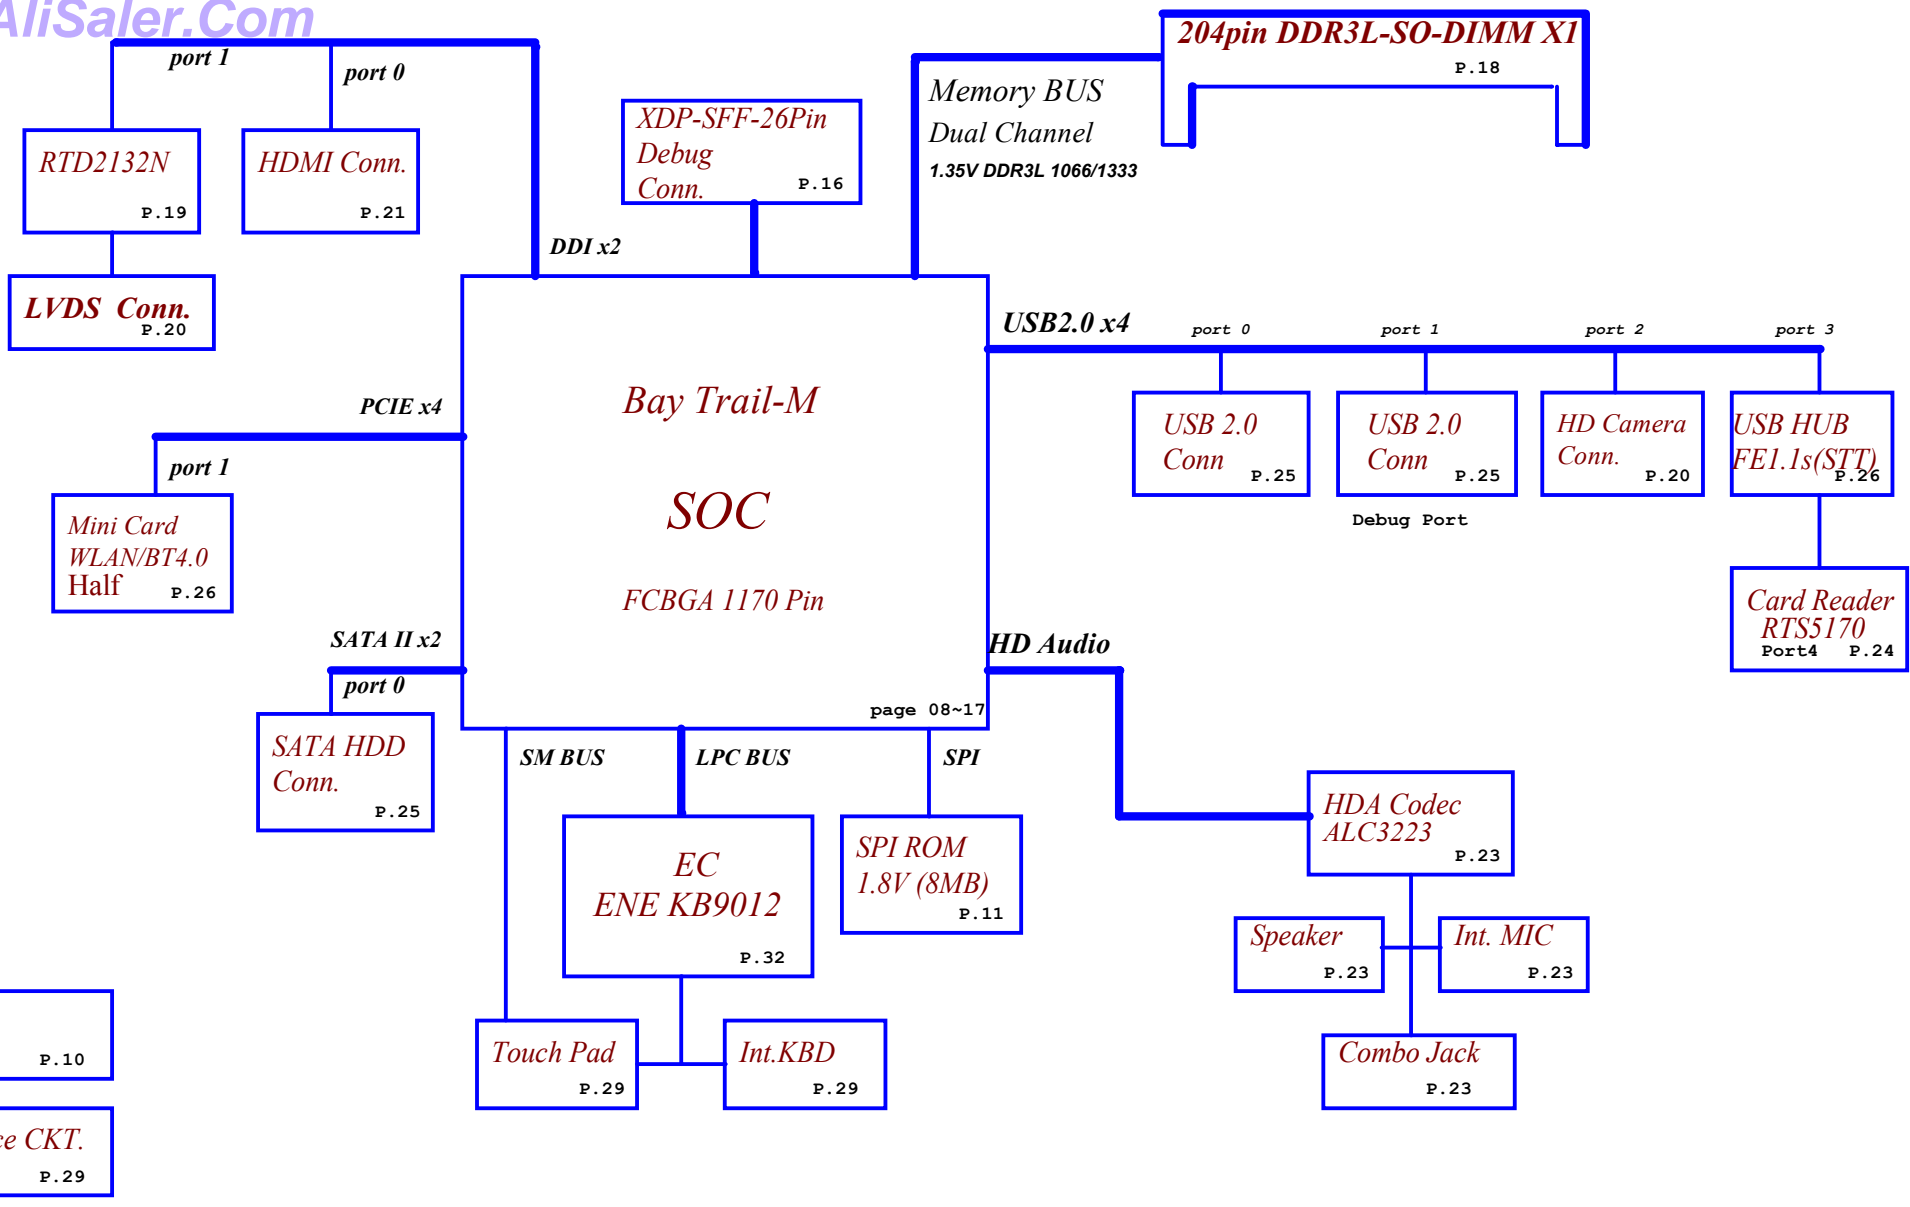 AliSaler.Com
port 1
port 0
204pin DDR3L-SO-DIMM X1
P.18
Memory BUS
Dual Channel
1.35V DDR3L 1066/1333
XDP-SFF-26Pin
Debug
Conn.
P.16
RTD2132N
P.19
HDMI Conn.
P.21
DDI x2
LVDS Conn.
P.20
USB2.0 x4
port 0
port 1
port 2
port 3
Bay Trail-M
SOC
FCBGA 1170 Pin
page 08~17
PCIE x4
port 1
Mini Card
WLAN/BT4.0
Half
P.26
USB 2.0
Conn
P.25
USB 2.0
Conn
P.25
Debug Port
HD Camera
Conn.
P.20
USB HUB
FE1.1s(STT)
P.26
Card Reader
RTS5170
Port4 P.24
SATA II x2
port 0
SATA HDD
Conn.
P.25
HD Audio
SM BUS
LPC BUS
SPI
EC
ENE KB9012
P.32
SPI ROM
1.8V (8MB)
P.11
HDA Codec
ALC3223
P.23
Speaker
P.23
Int. MIC
P.23
Combo Jack
P.23
Touch Pad
P.29
Int.KBD
P.29
P.10
ce CKT.
P.29